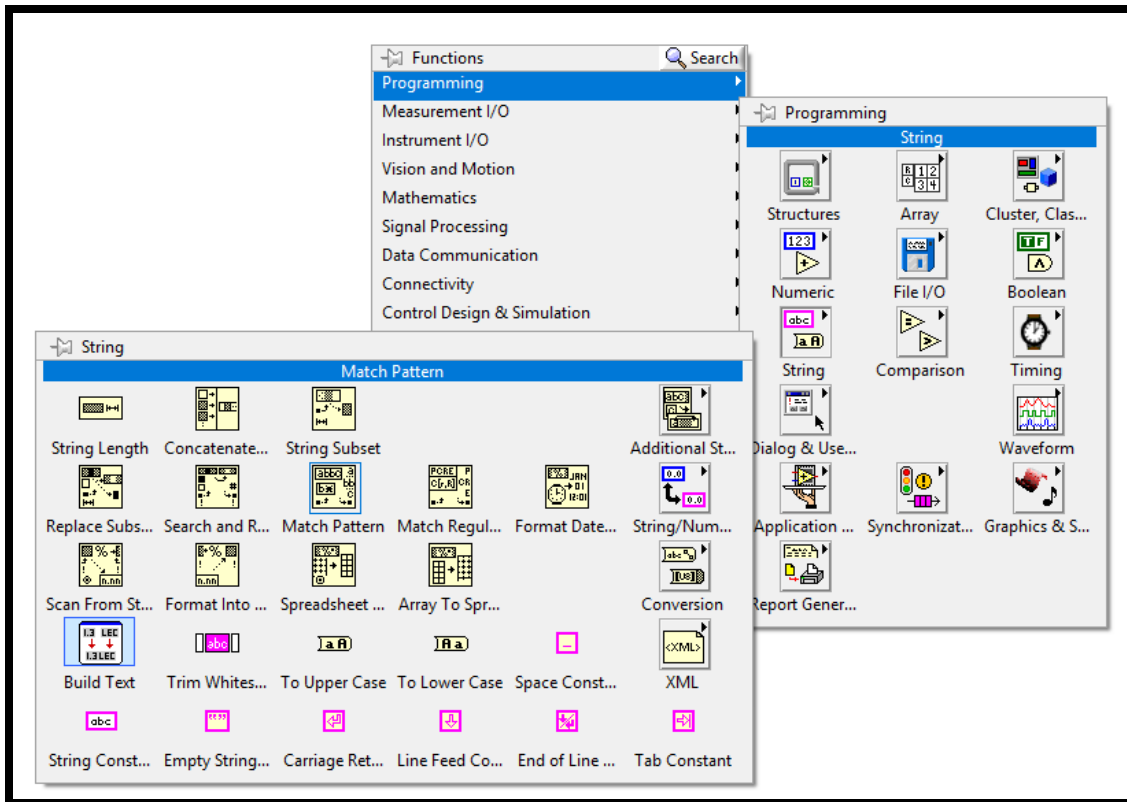 Functions Search
Programming
Measurement I/O
Instrument I/O
Vision and Motion
Mathematics
Signal Processing
Data Communication
Connectivity
Control Design & Simulation
Programming
String
Structures Array Cluster, Clas...
Numeric File I/O Boolean
String Comparison Timing
Dialog & Use... Waveform
Application ... Synchronizat... Graphics & S...
Report Gener...
String
Match Pattern
String Length Concatenate... String Subset Additional St...
Replace Subs... Search and R... Match Pattern Match Regul... Format Date... String/Num...
Scan From St... Format Into ... Spreadsheet ... Array To Spr... Conversion
Build Text Trim Whites... To Upper Case To Lower Case Space Const... XML
String Const... Empty String... Carriage Ret... Line Feed Co... End of Line ... Tab Constant